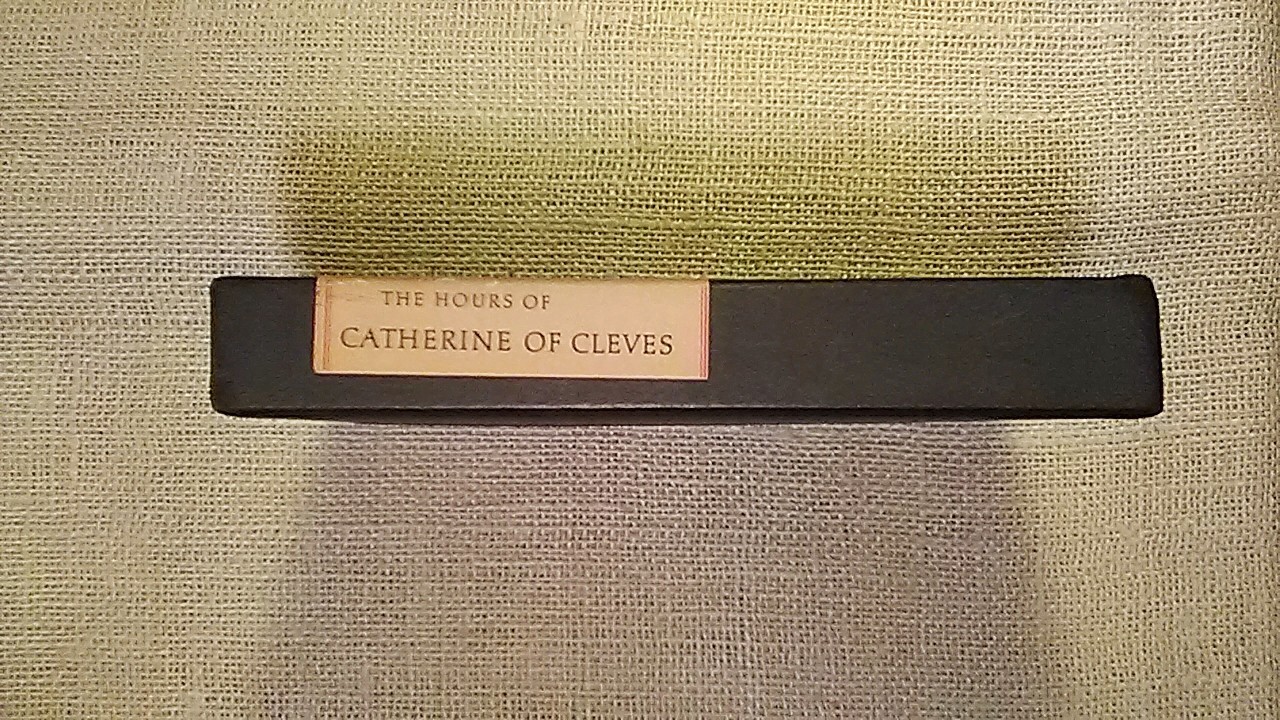 THE HOURS OF
CATHERINE OF CLEVES